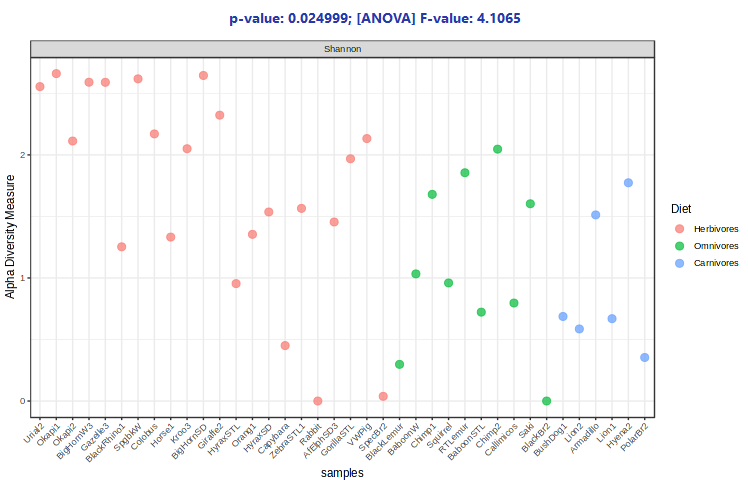 p-value: 0.024999; [ANOVA] F-value: 4.1065
Shannon
Alpha Diversity Measure
2
1
0
Urial2
Okapi1
Okapi2
BigHornW3
Gazelle3
BlackRhino1
SpgbkW
Colobus
Horse1
Kroo3
BigHornSD
Giraffe2
HyraxSTL
Orang1
HyraxSD
Capybara
ZebraSTL1
Rabbit
AfElphSD3
GorillaSTL
VWPig
SpecBr2
BlackLemur
BaboonW
Chimp1
Squirrel
RTLemur
BaboonSTL
Chimp2
Callimicos
Saki
BlackBr2
BushDog1
Lion2
Armadillo
Lion1
Hyena2
PolarBr2
samples
Diet
Herbivores
Omnivores
Carnivores